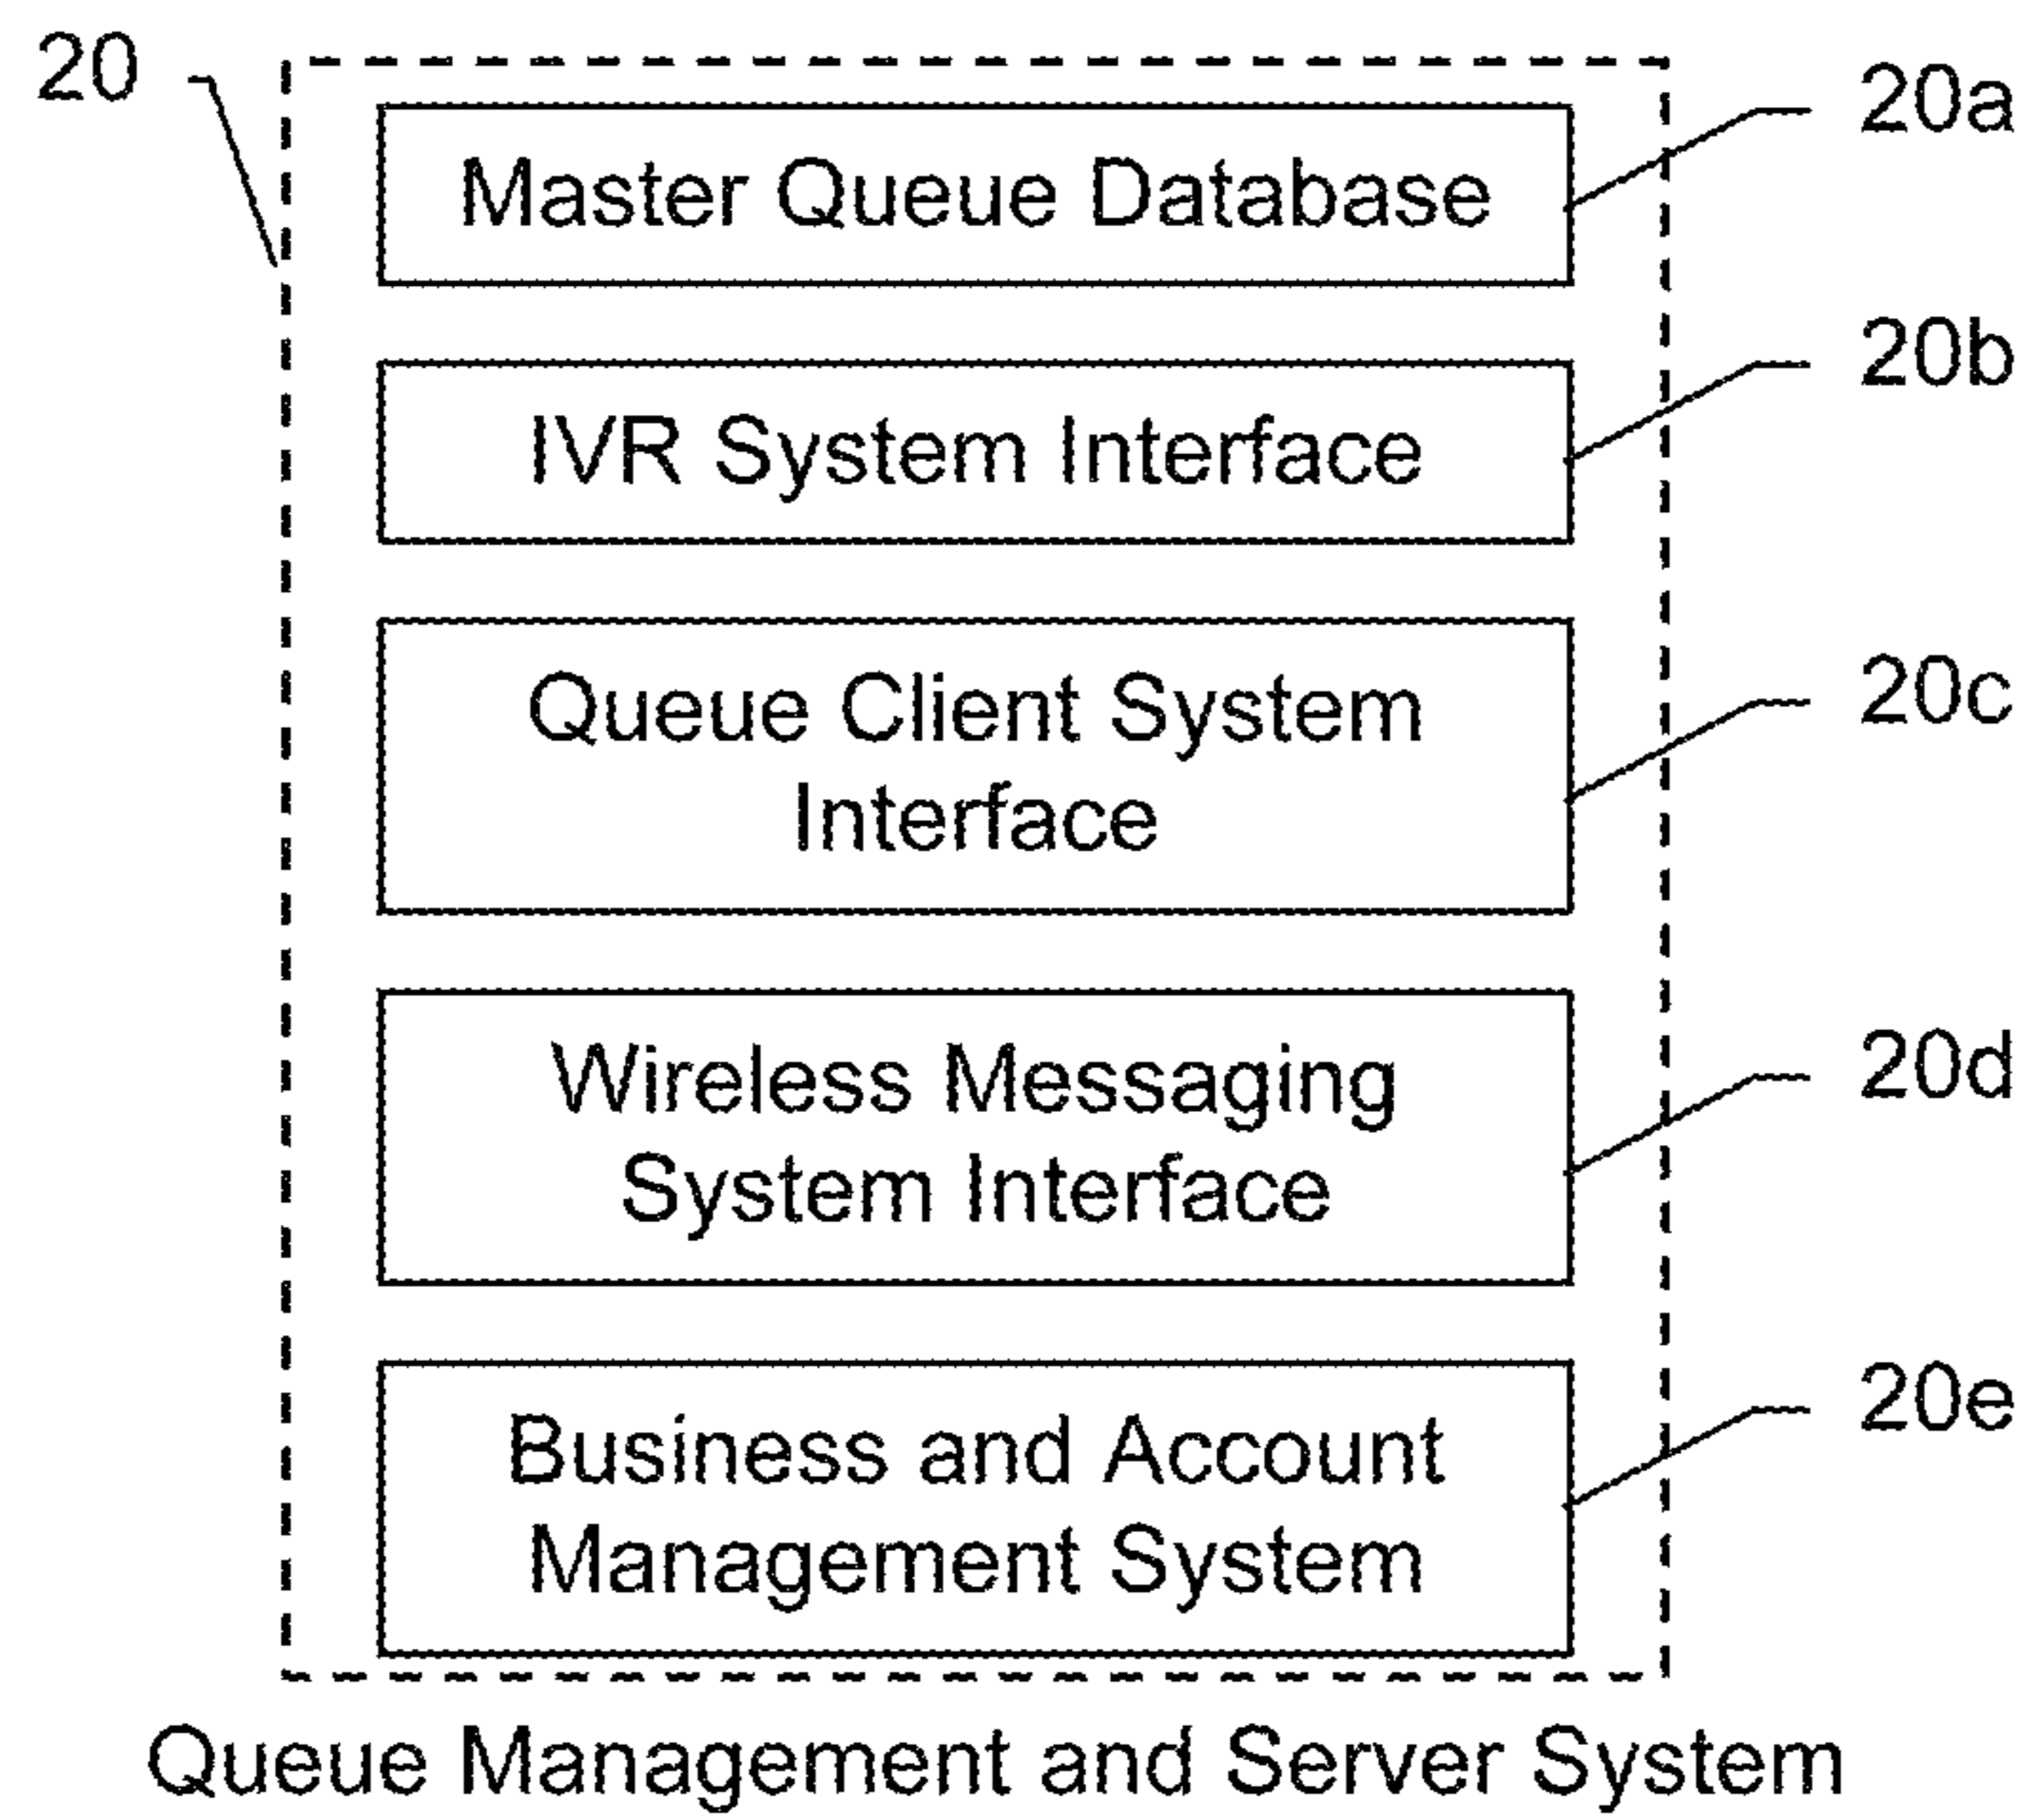 20
20a
Master Queue Database
20b
IVR System Interface
20c
Queue Client System
Interface
20d
Wireless Messaging
System Interface
20e
Business and Account
Management System
Queue Management and Server System